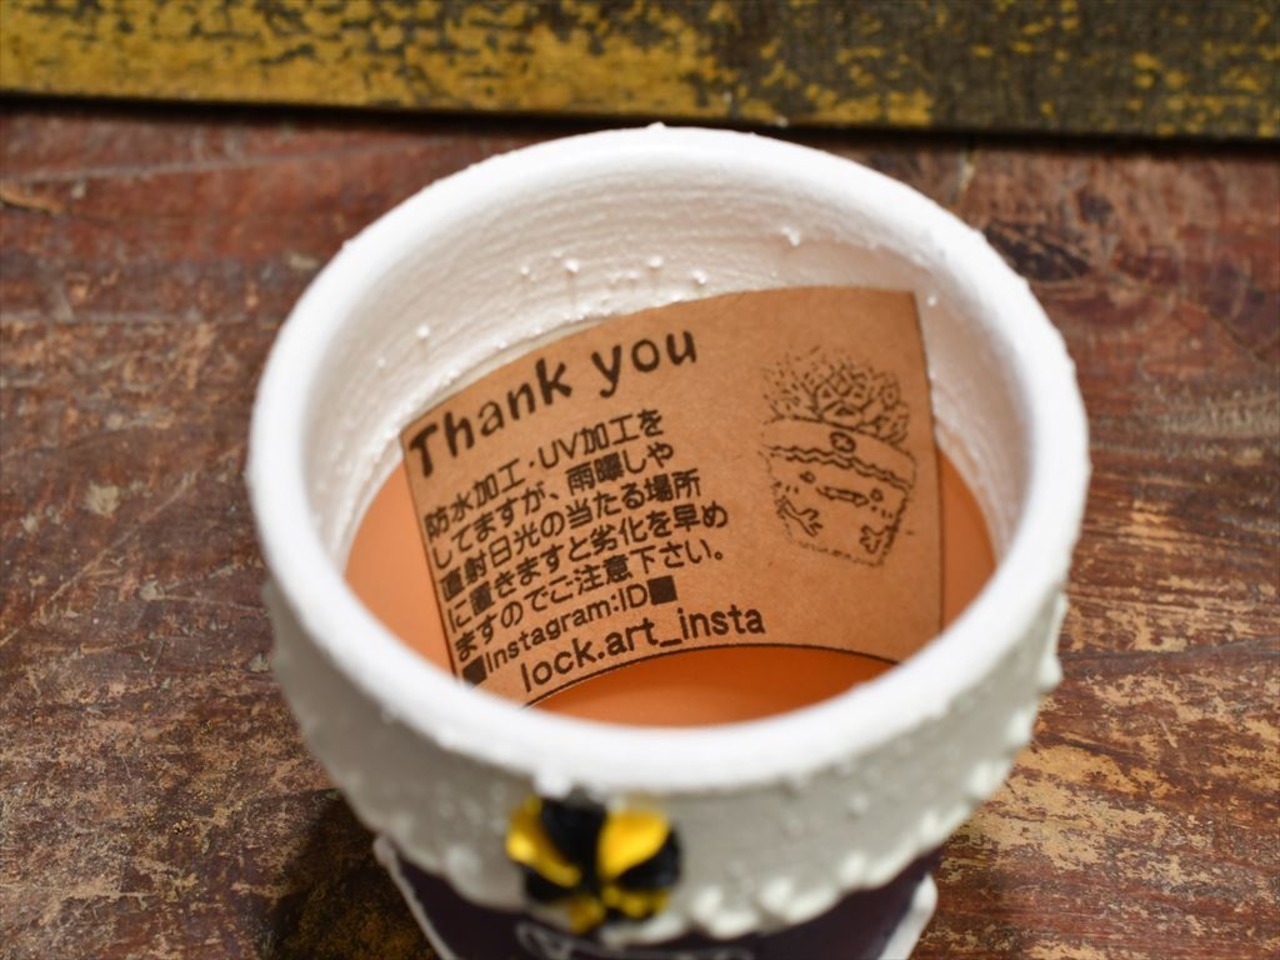 Thank you
防水加工・UV加工を
してますが、雨曝しや
直射日光の当たる場所
に置きますと劣化を早め
ますのでご注意下さい。
■Instagram:ID■
lock.art_insta